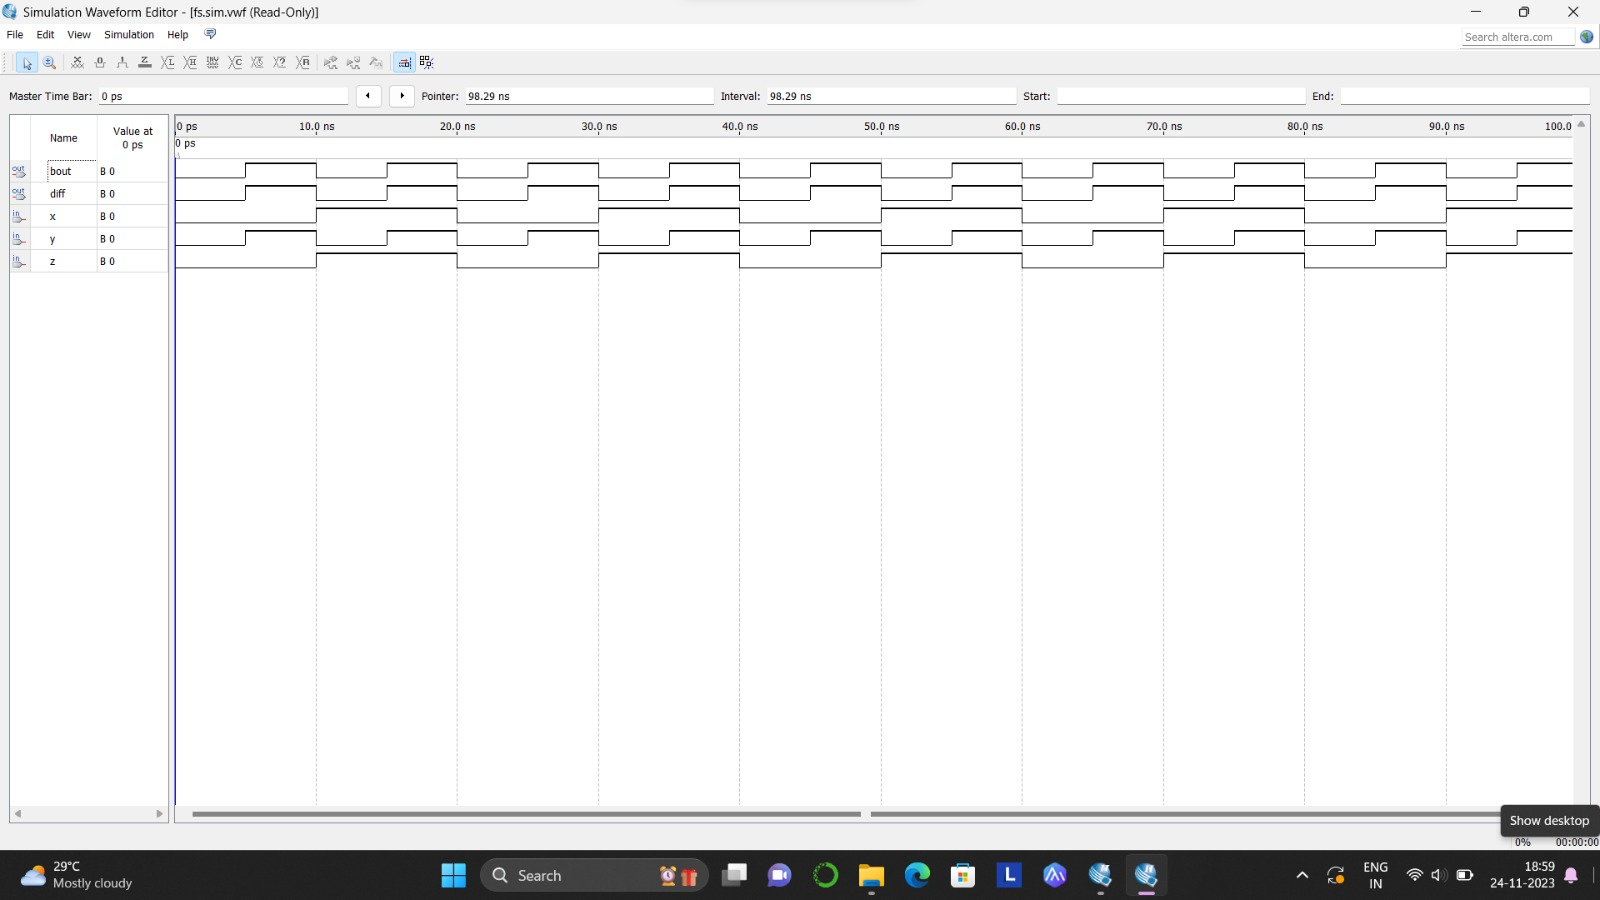 Simulation Waveform Editor - [fs.sim.vwf (Read-Only)]
File Edit View Simulation Help
Search altera.com
Master Time Bar: 0 ps Pointer: 98.29 ns Interval: 98.29 ns Start: End:
Name Value at
0 ps
0 ps 10.0 ns 20.0 ns 30.0 ns 40.0 ns 50.0 ns 60.0 ns 70.0 ns 80.0 ns 90.0 ns 100.0
0 ps
out bout B 0
out diff B 0
in x B 0
in y B 0
in z B 0
Show desktop
0% 00:00:00
29°C
Mostly cloudy
Search
L
ENG
IN
18:59
24-11-2023